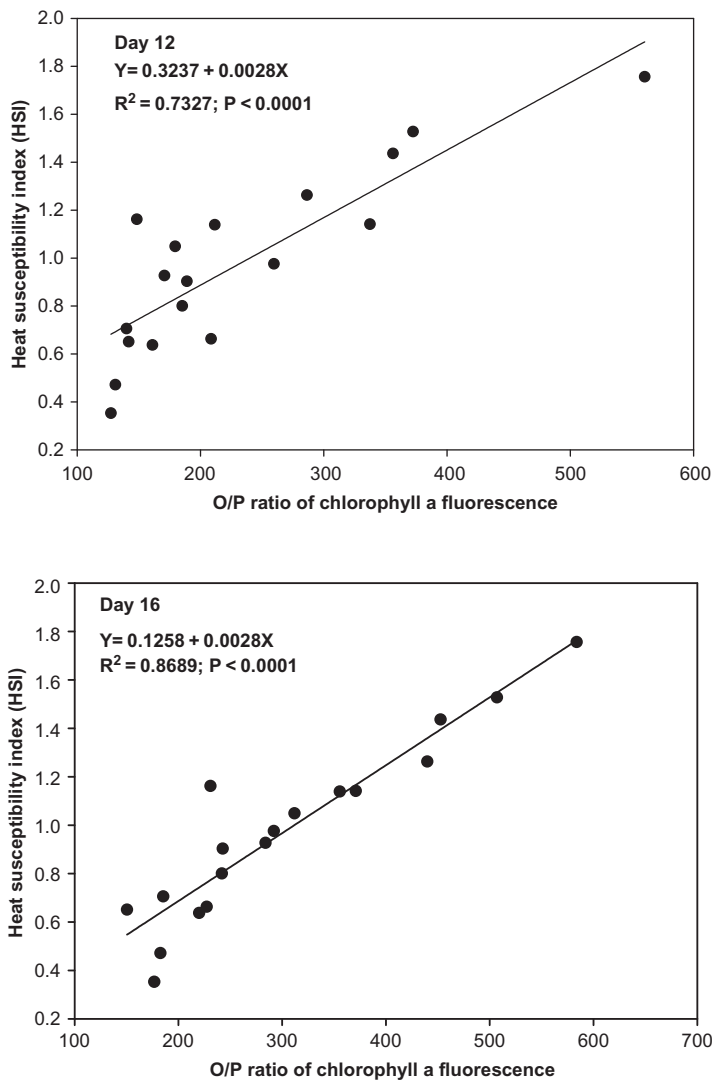 Day 12
Y= 0.3237 + 0.0028X
R² = 0.7327; P < 0.0001
2.0
1.8
1.6
1.4
1.2
1.0
0.8
0.6
0.4
0.2
Heat susceptibility index (HSI)
100 200 300 400 500 600
O/P ratio of chlorophyll a fluorescence
Day 16
Y= 0.1258 + 0.0028X
R² = 0.8689; P < 0.0001
2.0
1.8
1.6
1.4
1.2
1.0
0.8
0.6
0.4
0.2
Heat susceptibility index (HSI)
100 200 300 400 500 600 700
O/P ratio of chlorophyll a fluorescence